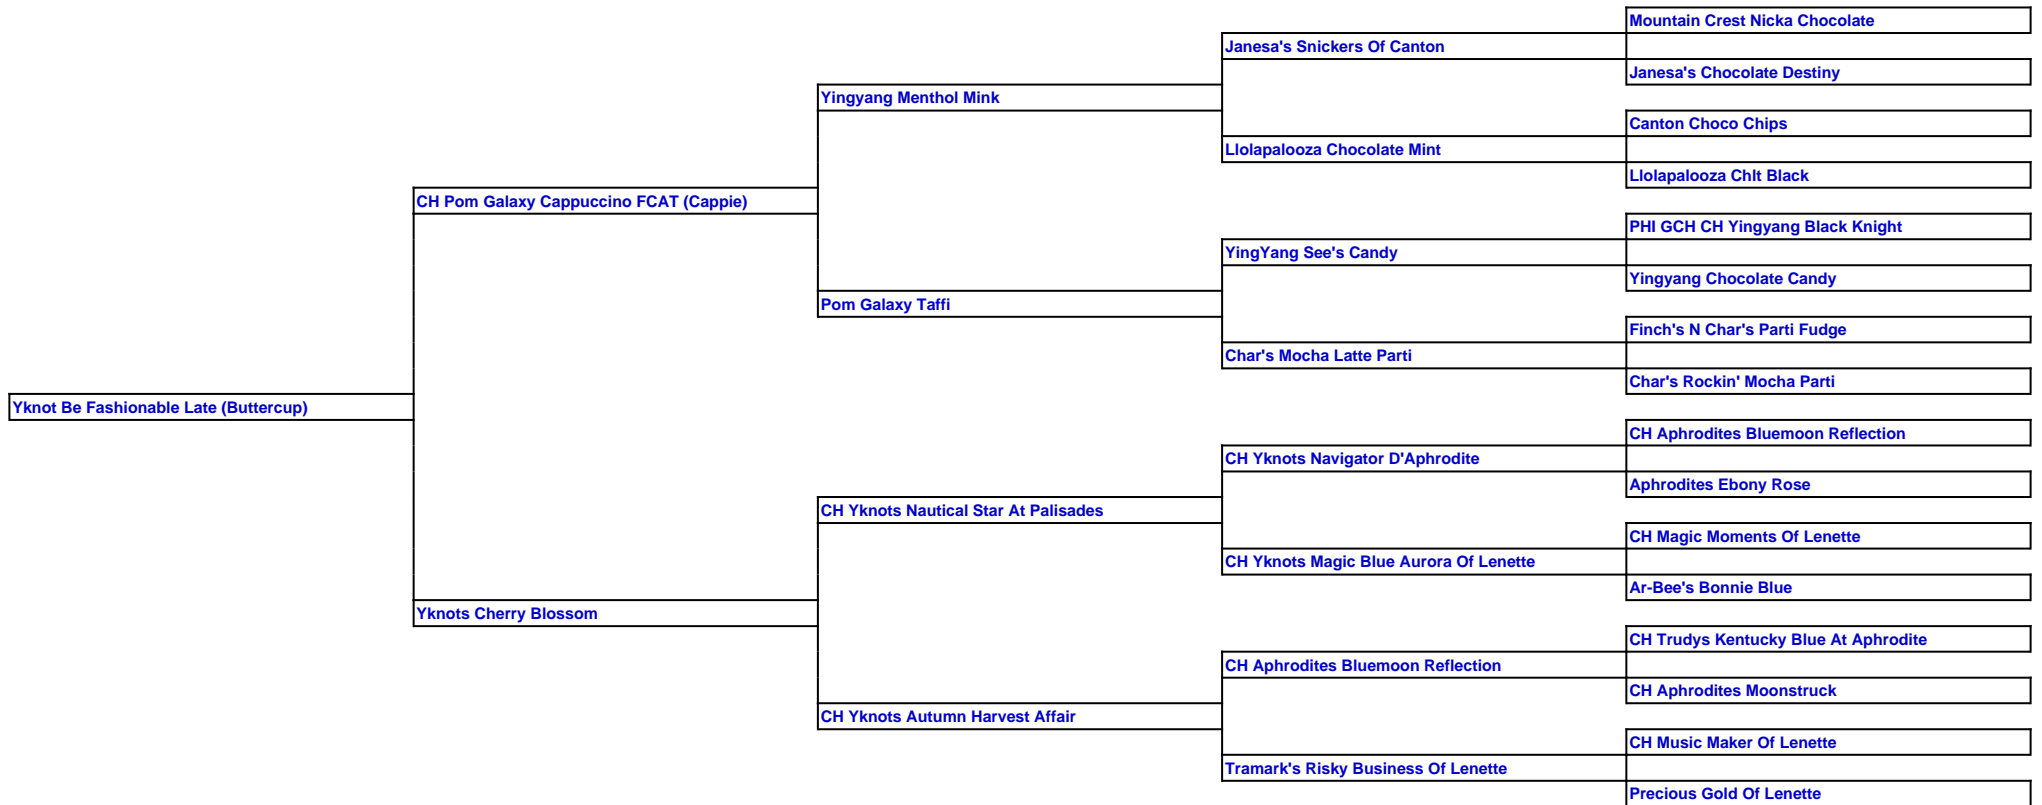 Mountain Crest Nicka Chocolate
Janesa's Snickers Of Canton
Janesa's Chocolate Destiny
Yingyang Menthol Mink
Canton Choco Chips
Llolapalooza Chocolate Mint
Llolapalooza Chlt Black
CH Pom Galaxy Cappuccino FCAT (Cappie)
PHI GCH CH Yingyang Black Knight
YingYang See's Candy
Yingyang Chocolate Candy
Pom Galaxy Taffi
Finch's N Char's Parti Fudge
Char's Mocha Latte Parti
Char's Rockin' Mocha Parti
Yknot Be Fashionable Late (Buttercup)
CH Aphrodites Bluemoon Reflection
CH Yknots Navigator D'Aphrodite
Aphrodites Ebony Rose
CH Yknots Nautical Star At Palisades
CH Magic Moments Of Lenette
CH Yknots Magic Blue Aurora Of Lenette
Ar-Bee's Bonnie Blue
Yknots Cherry Blossom
CH Trudys Kentucky Blue At Aphrodite
CH Aphrodites Bluemoon Reflection
CH Aphrodites Moonstruck
CH Yknots Autumn Harvest Affair
CH Music Maker Of Lenette
Tramark's Risky Business Of Lenette
Precious Gold Of Lenette